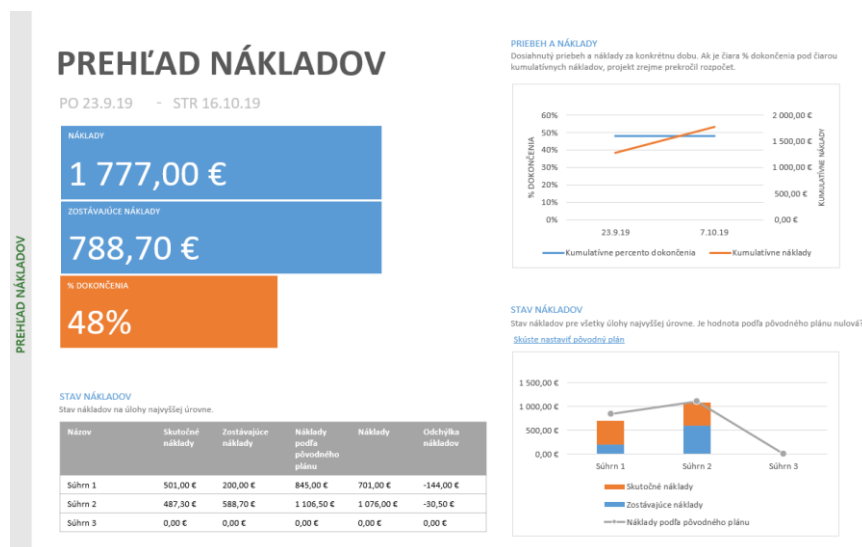 PREHĽAD NÁKLADOV
PREHĽAD NÁKLADOV
PO 23.9.19 - STR 16.10.19
NÁKLADY
1 777,00 €
ZOSTÁVAJÚCE NÁKLADY
788,70 €
% DOKONČENIA
48%
STAV NÁKLADOV
Stav nákladov na úlohy najvyššej úrovne.
Názov Skutočné náklady Zostávajúce náklady Náklady podľa pôvodného plánu Náklady Odchýlka nákladov
Súhrn 1 501,00 € 200,00 € 845,00 € 701,00 € -144,00 €
Súhrn 2 487,30 € 588,70 € 1 106,50 € 1 076,00 € -30,50 €
Súhrn 3 0,00 € 0,00 € 0,00 € 0,00 € 0,00 €
PRIEBEH A NÁKLADY
Dosiahnutý priebeh a náklady za konkrétnu dobu. Ak je čiara % dokončenia pod čiarou
kumulatívnych nákladov, projekt zrejme prekročil rozpočet.
% DOKONČENIA
60%
50%
40%
30%
20%
10%
0%
2 000,00 €
1 500,00 €
1 000,00 €
500,00 €
0,00 €
KUMULATÍVNE NÁKLADY
23.9.19 7.10.19
Kumulatívne percento dokončenia Kumulatívne náklady
STAV NÁKLADOV
Stav nákladov pre všetky úlohy najvyššej úrovne. Je hodnota podľa pôvodného plánu nulová?
Skúste nastaviť pôvodný plán
1 500,00 €
1 000,00 €
500,00 €
0,00 €
Súhrn 1 Súhrn 2 Súhrn 3
Skutočné náklady
Zostávajúce náklady
Náklady podľa pôvodného plánu